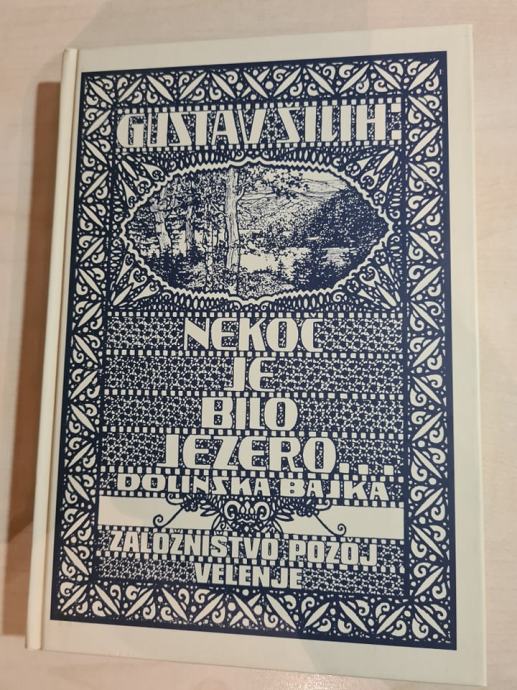 GUSTAV ŠILIH:
NEKOČ
JE
BILO
JEZERO...
DOLINSKA BAJKA
ZALOŽNIŠTVO POZOJ
VELENJE